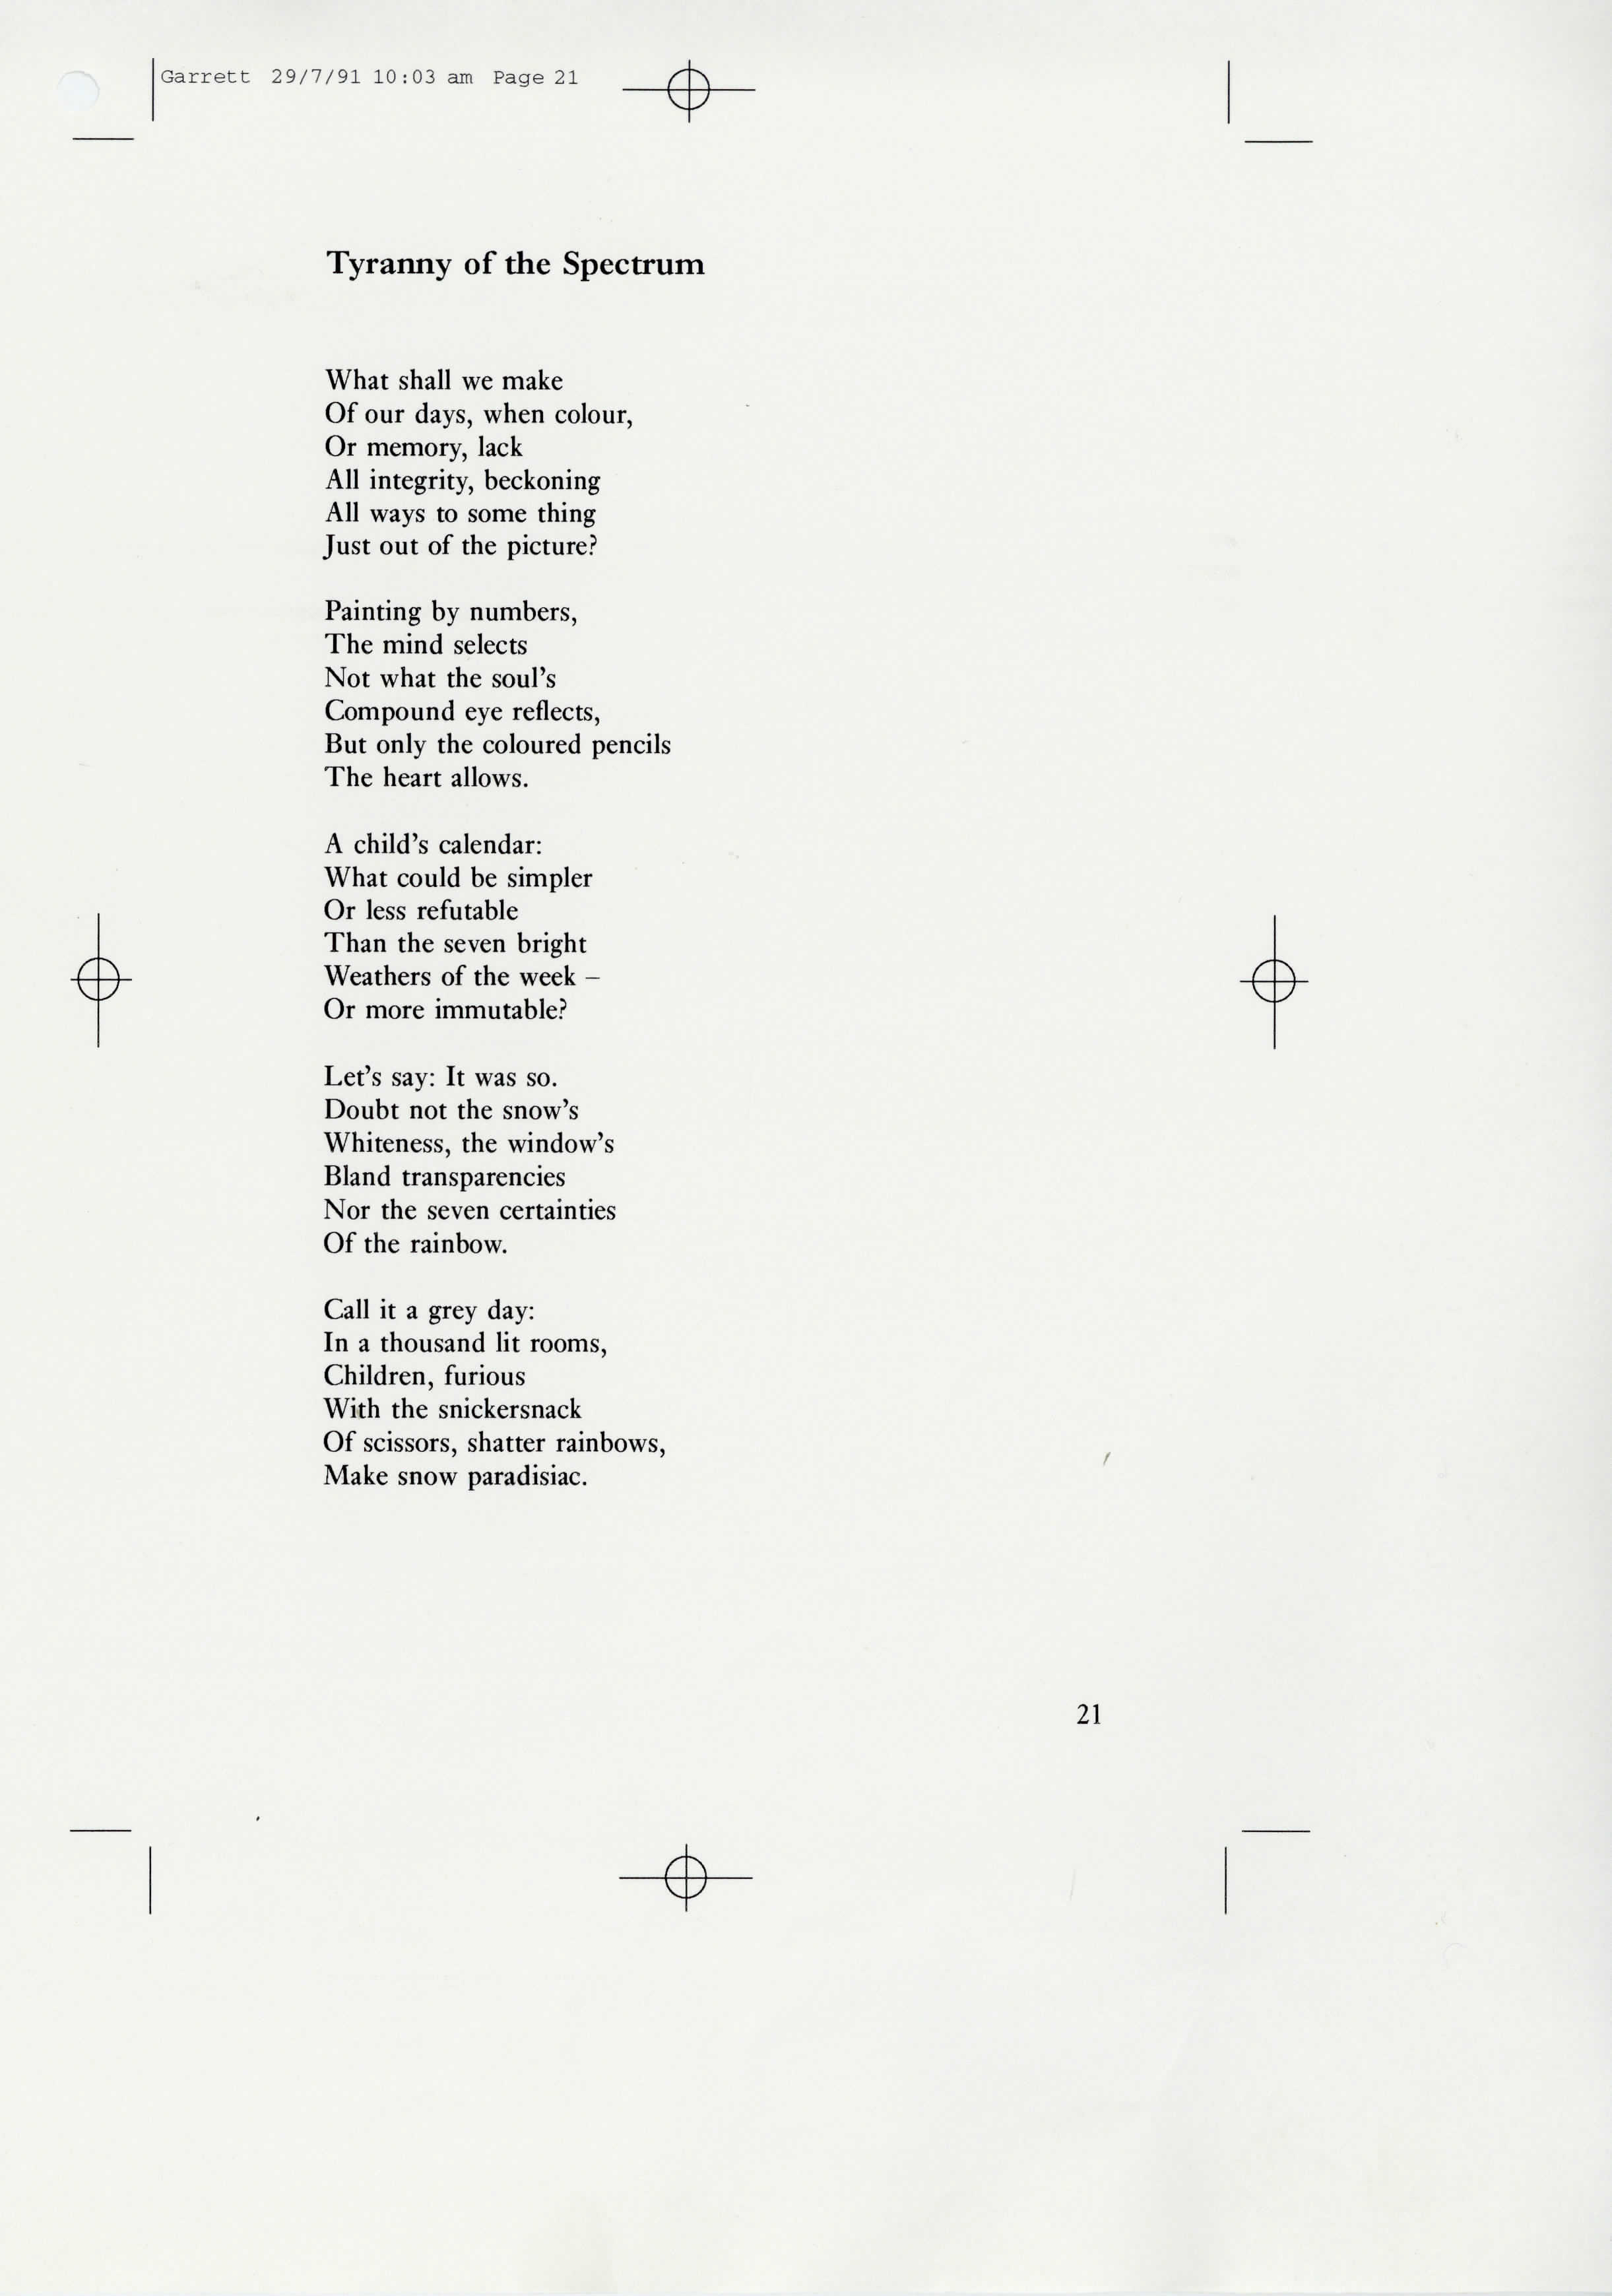 Garrett 29/7/91 10:03 am Page 21
Tyranny of the Spectrum
What shall we make
Of our days, when colour,
Or memory, lack
All integrity, beckoning
All ways to some thing
Just out of the picture?
Painting by numbers,
The mind selects
Not what the soul's
Compound eye reflects,
But only the coloured pencils
The heart allows.
A child's calendar:
What could be simpler
Or less refutable
Than the seven bright
Weathers of the week –
Or more immutable?
Let's say: It was so.
Doubt not the snow's
Whiteness, the window's
Bland transparencies
Nor the seven certainties
Of the rainbow.
Call it a grey day:
In a thousand lit rooms,
Children, furious
With the snickersnack
Of scissors, shatter rainbows,
Make snow paradisiac.
21